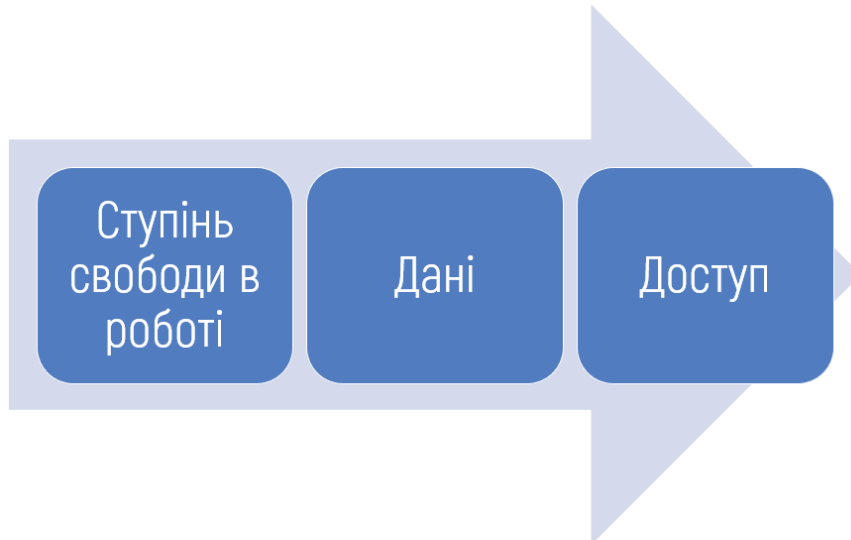 Ступінь
свободи в
роботі
Дані
Доступ